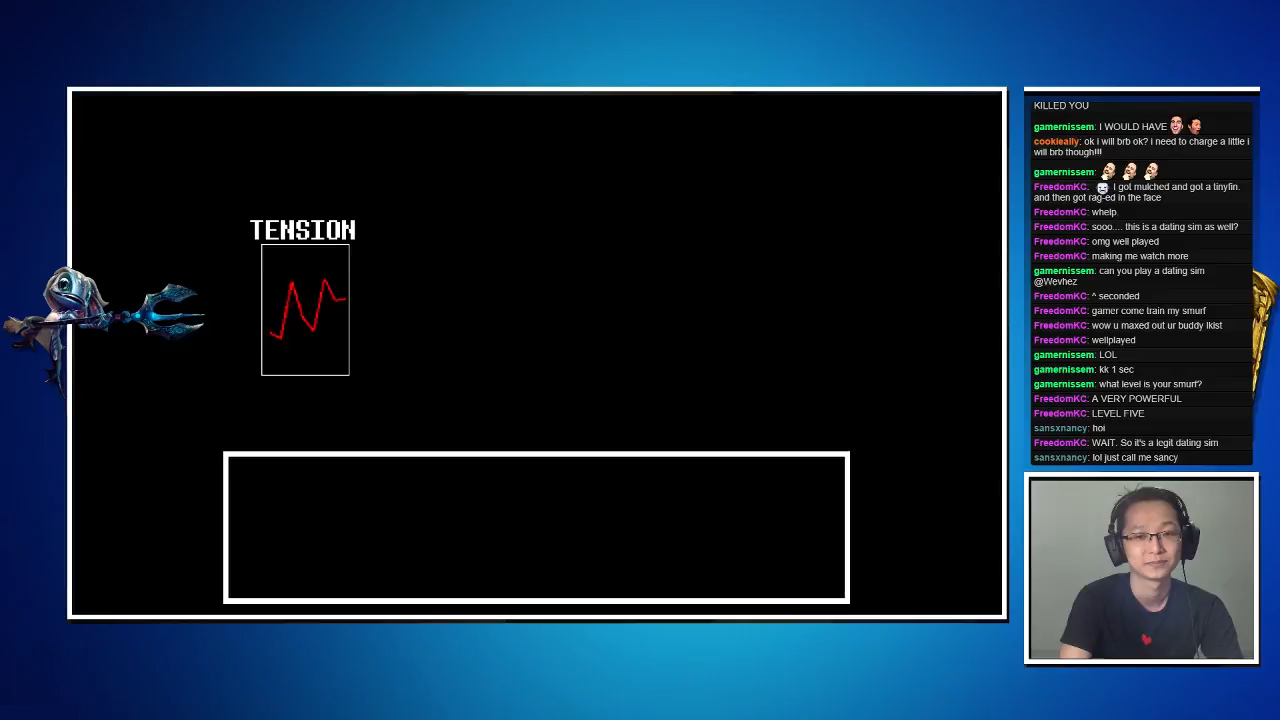 TENSION
KILLED YOU
gamernissem: I WOULD HAVE
cookieally: ok i will brb ok? i need to charge a little i
will brb though!!!
gamernissem:
FreedomKC: I got mulched and got a tinyfin.
and then got rag-ed in the face
FreedomKC: whelp
FreedomKC: sooo.... this is a dating sim as well?
FreedomKC: omg well played
FreedomKC: making me watch more
gamernissem: can you play a dating sim
@Wevhez
FreedomKC: ^ seconded
FreedomKC: gamer come train my smurf
FreedomKC: wow u maxed out ur buddy lkist
FreedomKC: wellplayed
gamernissem: LOL
gamernissem: kk 1 sec
gamernissem: what level is your smurf?
FreedomKC: A VERY POWERFUL
FreedomKC: LEVEL FIVE
sansxnancy: hoi
FreedomKC: WAIT. So it's a legit dating sim
sansxnancy: lol just call me sancy